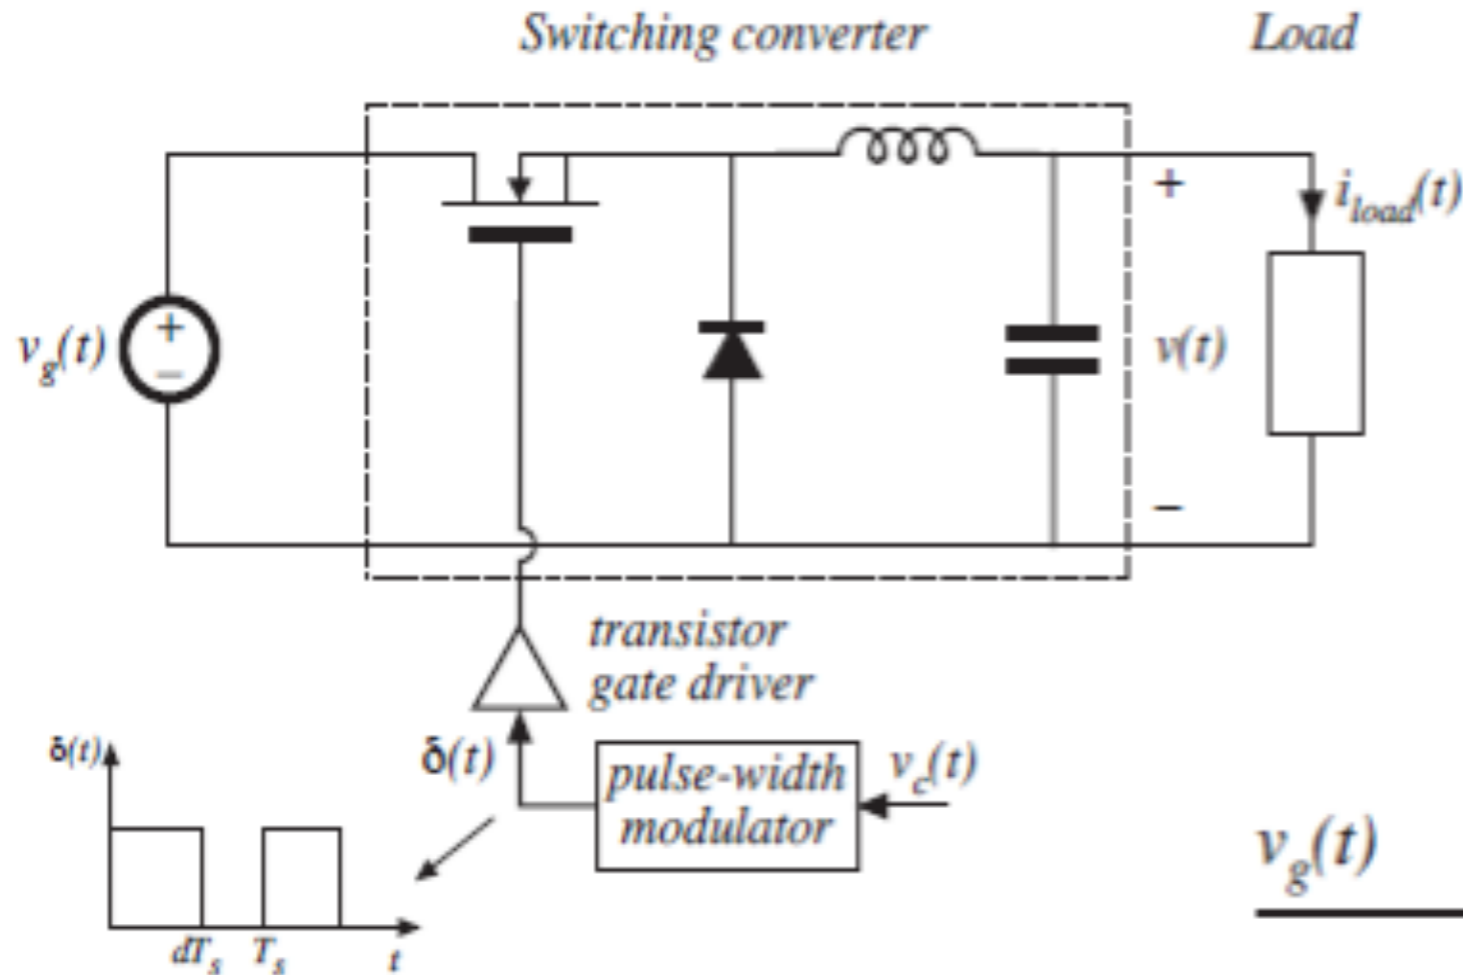 Switching converter
Load
+
i_load(t)
v_g(t)
+
−
v(t)
−
transistor
gate driver
δ(t)
δ(t)
pulse-width
modulator
v_c(t)
dT_s
T_s
t
v_g(t)